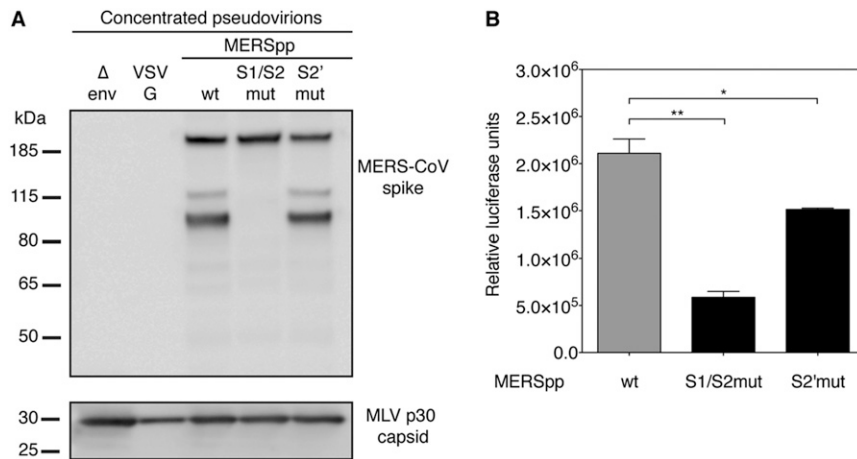 A
Concentrated pseudovirions
MERSpp
Δ env
VSV G
wt
S1/S2 mut
S2' mut
kDa
185
115
80
65
50
MERS-CoV spike
30
25
MLV p30 capsid
B
Relative luciferase units
3.0×10⁶
2.5×10⁶
2.0×10⁶
1.5×10⁶
1.0×10⁶
5.0×10⁵
0.0
*
**
MERSpp
wt
S1/S2mut
S2'mut